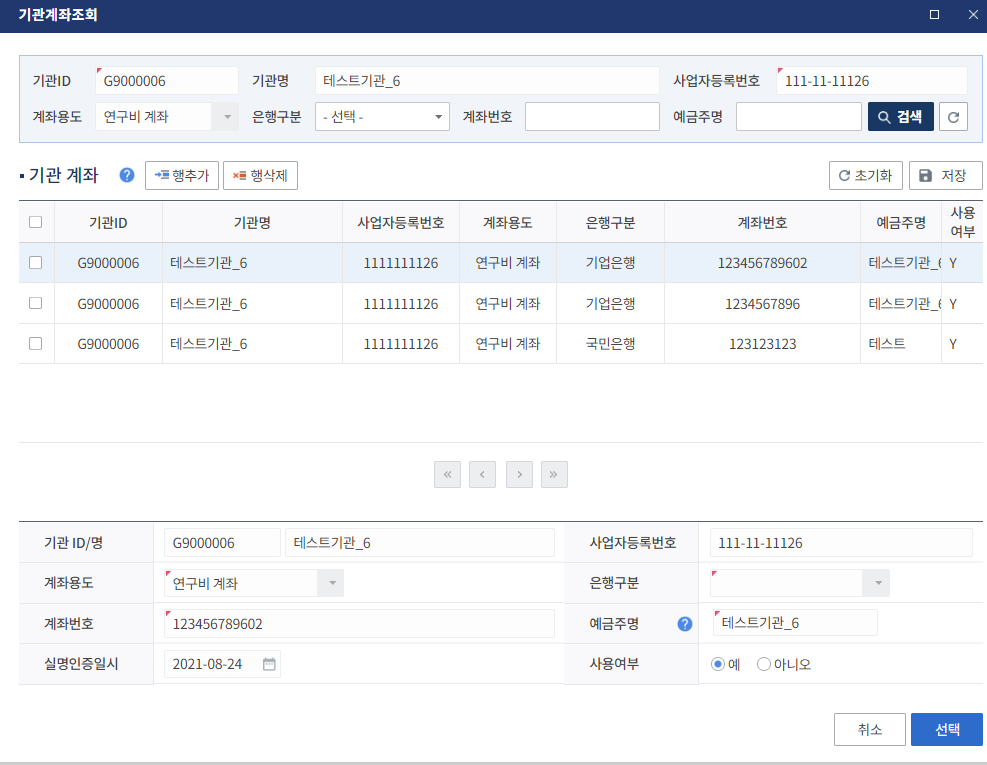 기관계좌조회
기관ID G9000006 기관명 테스트기관_6 사업자등록번호 111-11-11126
계좌용도 연구비 계좌 은행구분 - 선택 - 계좌번호 예금주명 검색
기관 계좌 ? 행추가 행삭제 초기화 저장
기관ID 기관명 사업자등록번호 계좌용도 은행구분 계좌번호 예금주명 사용
여부
G9000006 테스트기관_6 1111111126 연구비 계좌 기업은행 123456789602 테스트기관_6 Y
G9000006 테스트기관_6 1111111126 연구비 계좌 기업은행 1234567896 테스트기관_6 Y
G9000006 테스트기관_6 1111111126 연구비 계좌 국민은행 123123123 테스트 Y
« ‹ › »
기관 ID/명 G9000006 테스트기관_6 사업자등록번호 111-11-11126
계좌용도 연구비 계좌 은행구분
계좌번호 123456789602 예금주명 ? 테스트기관_6
실명인증일시 2021-08-24 사용여부 예 아니오
취소 선택